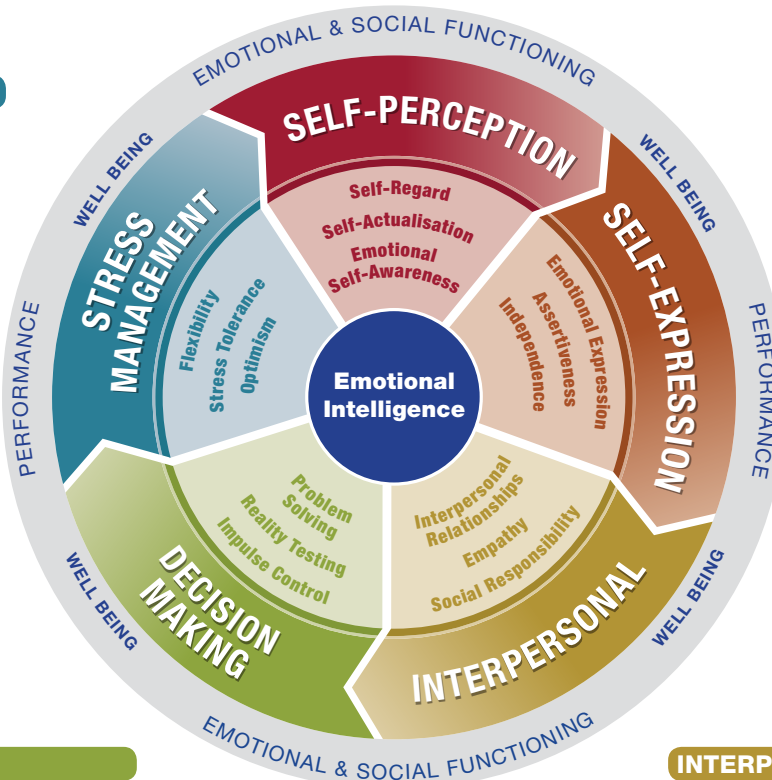 EMOTIONAL & SOCIAL FUNCTIONING
WELL BEING
WELL BEING
PERFORMANCE
PERFORMANCE
WELL BEING
WELL BEING
EMOTIONAL & SOCIAL FUNCTIONING
SELF-PERCEPTION
Self-Regard
Self-Actualisation
Emotional
Self-Awareness
SELF-EXPRESSION
Emotional Expression
Assertiveness
Independence
INTERPERSONAL
Interpersonal
Relationships
Empathy
Social Responsibility
DECISION
MAKING
Problem
Solving
Reality Testing
Impulse Control
STRESS
MANAGEMENT
Flexibility
Stress Tolerance
Optimism
Emotional
Intelligence
INTERP